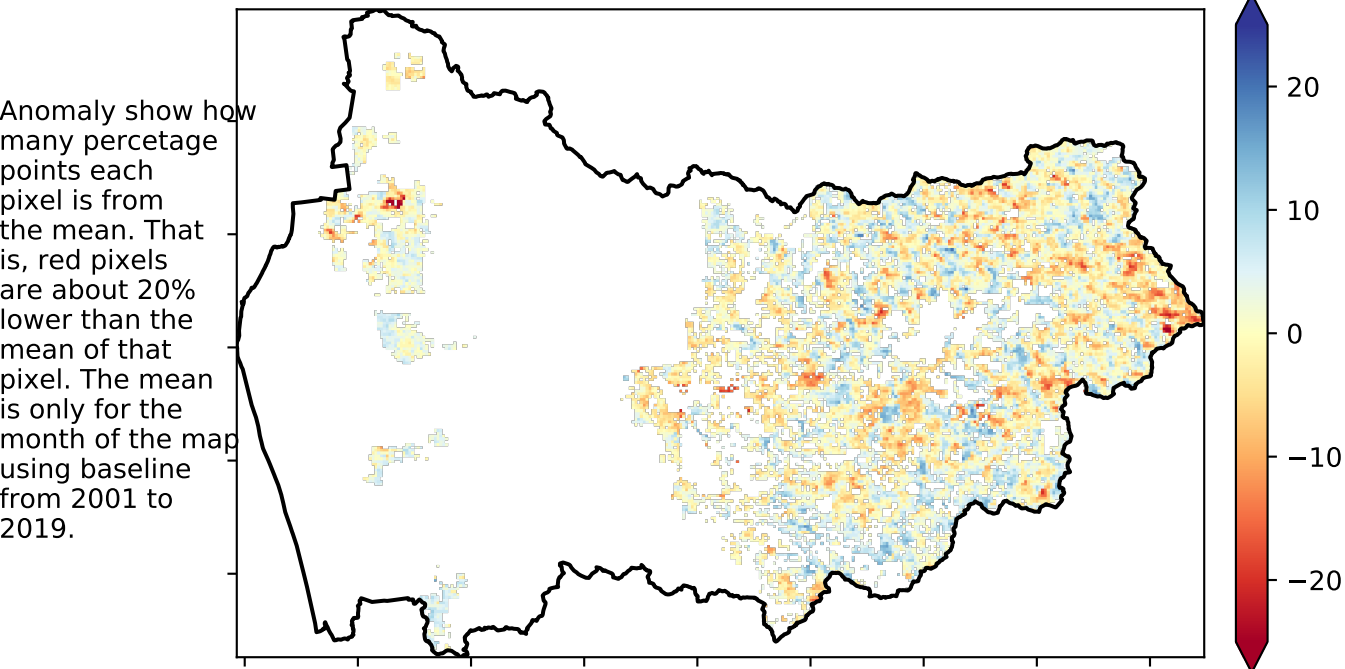 Anomaly show how
many percetage
points each
pixel is from
the mean. That
is, red pixels
are about 20%
lower than the
mean of that
pixel. The mean
is only for the
month of the map
using baseline
from 2001 to
2019.
20
10
0
−10
−20